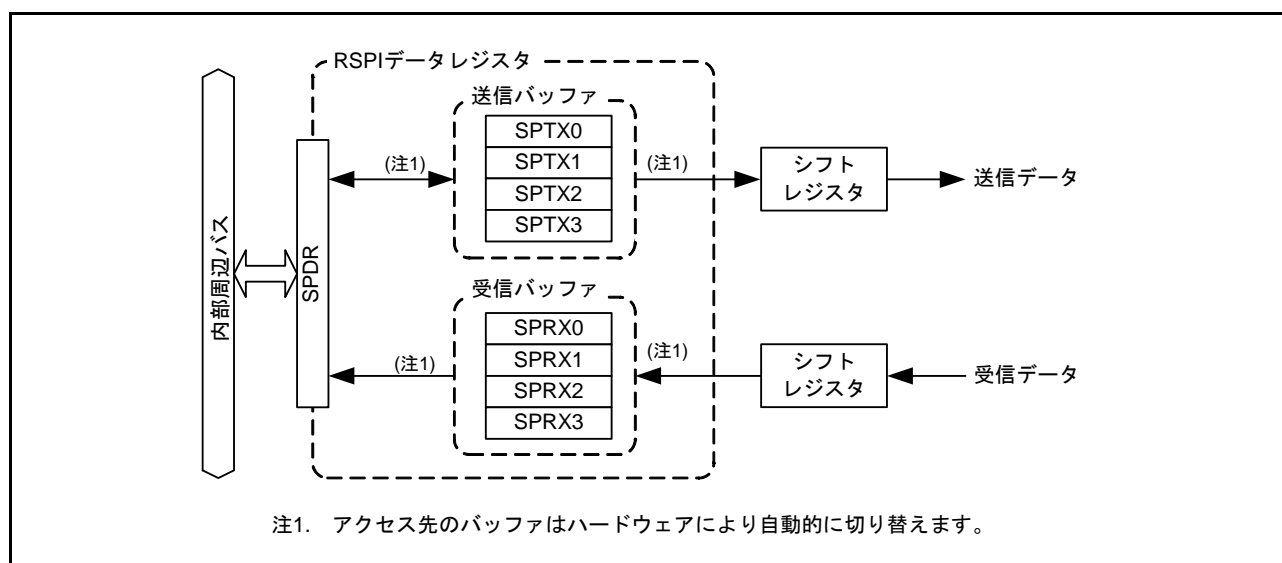 RSPIデータレジスタ
送信バッファ
SPTX0
SPTX1
SPTX2
SPTX3
(注1)
(注1)
シフト
レジスタ
送信データ
内部周辺バス
SPDR
受信バッファ
SPRX0
SPRX1
SPRX2
SPRX3
(注1)
(注1)
シフト
レジスタ
受信データ
注1. アクセス先のバッファはハードウェアにより自動的に切り替えます。